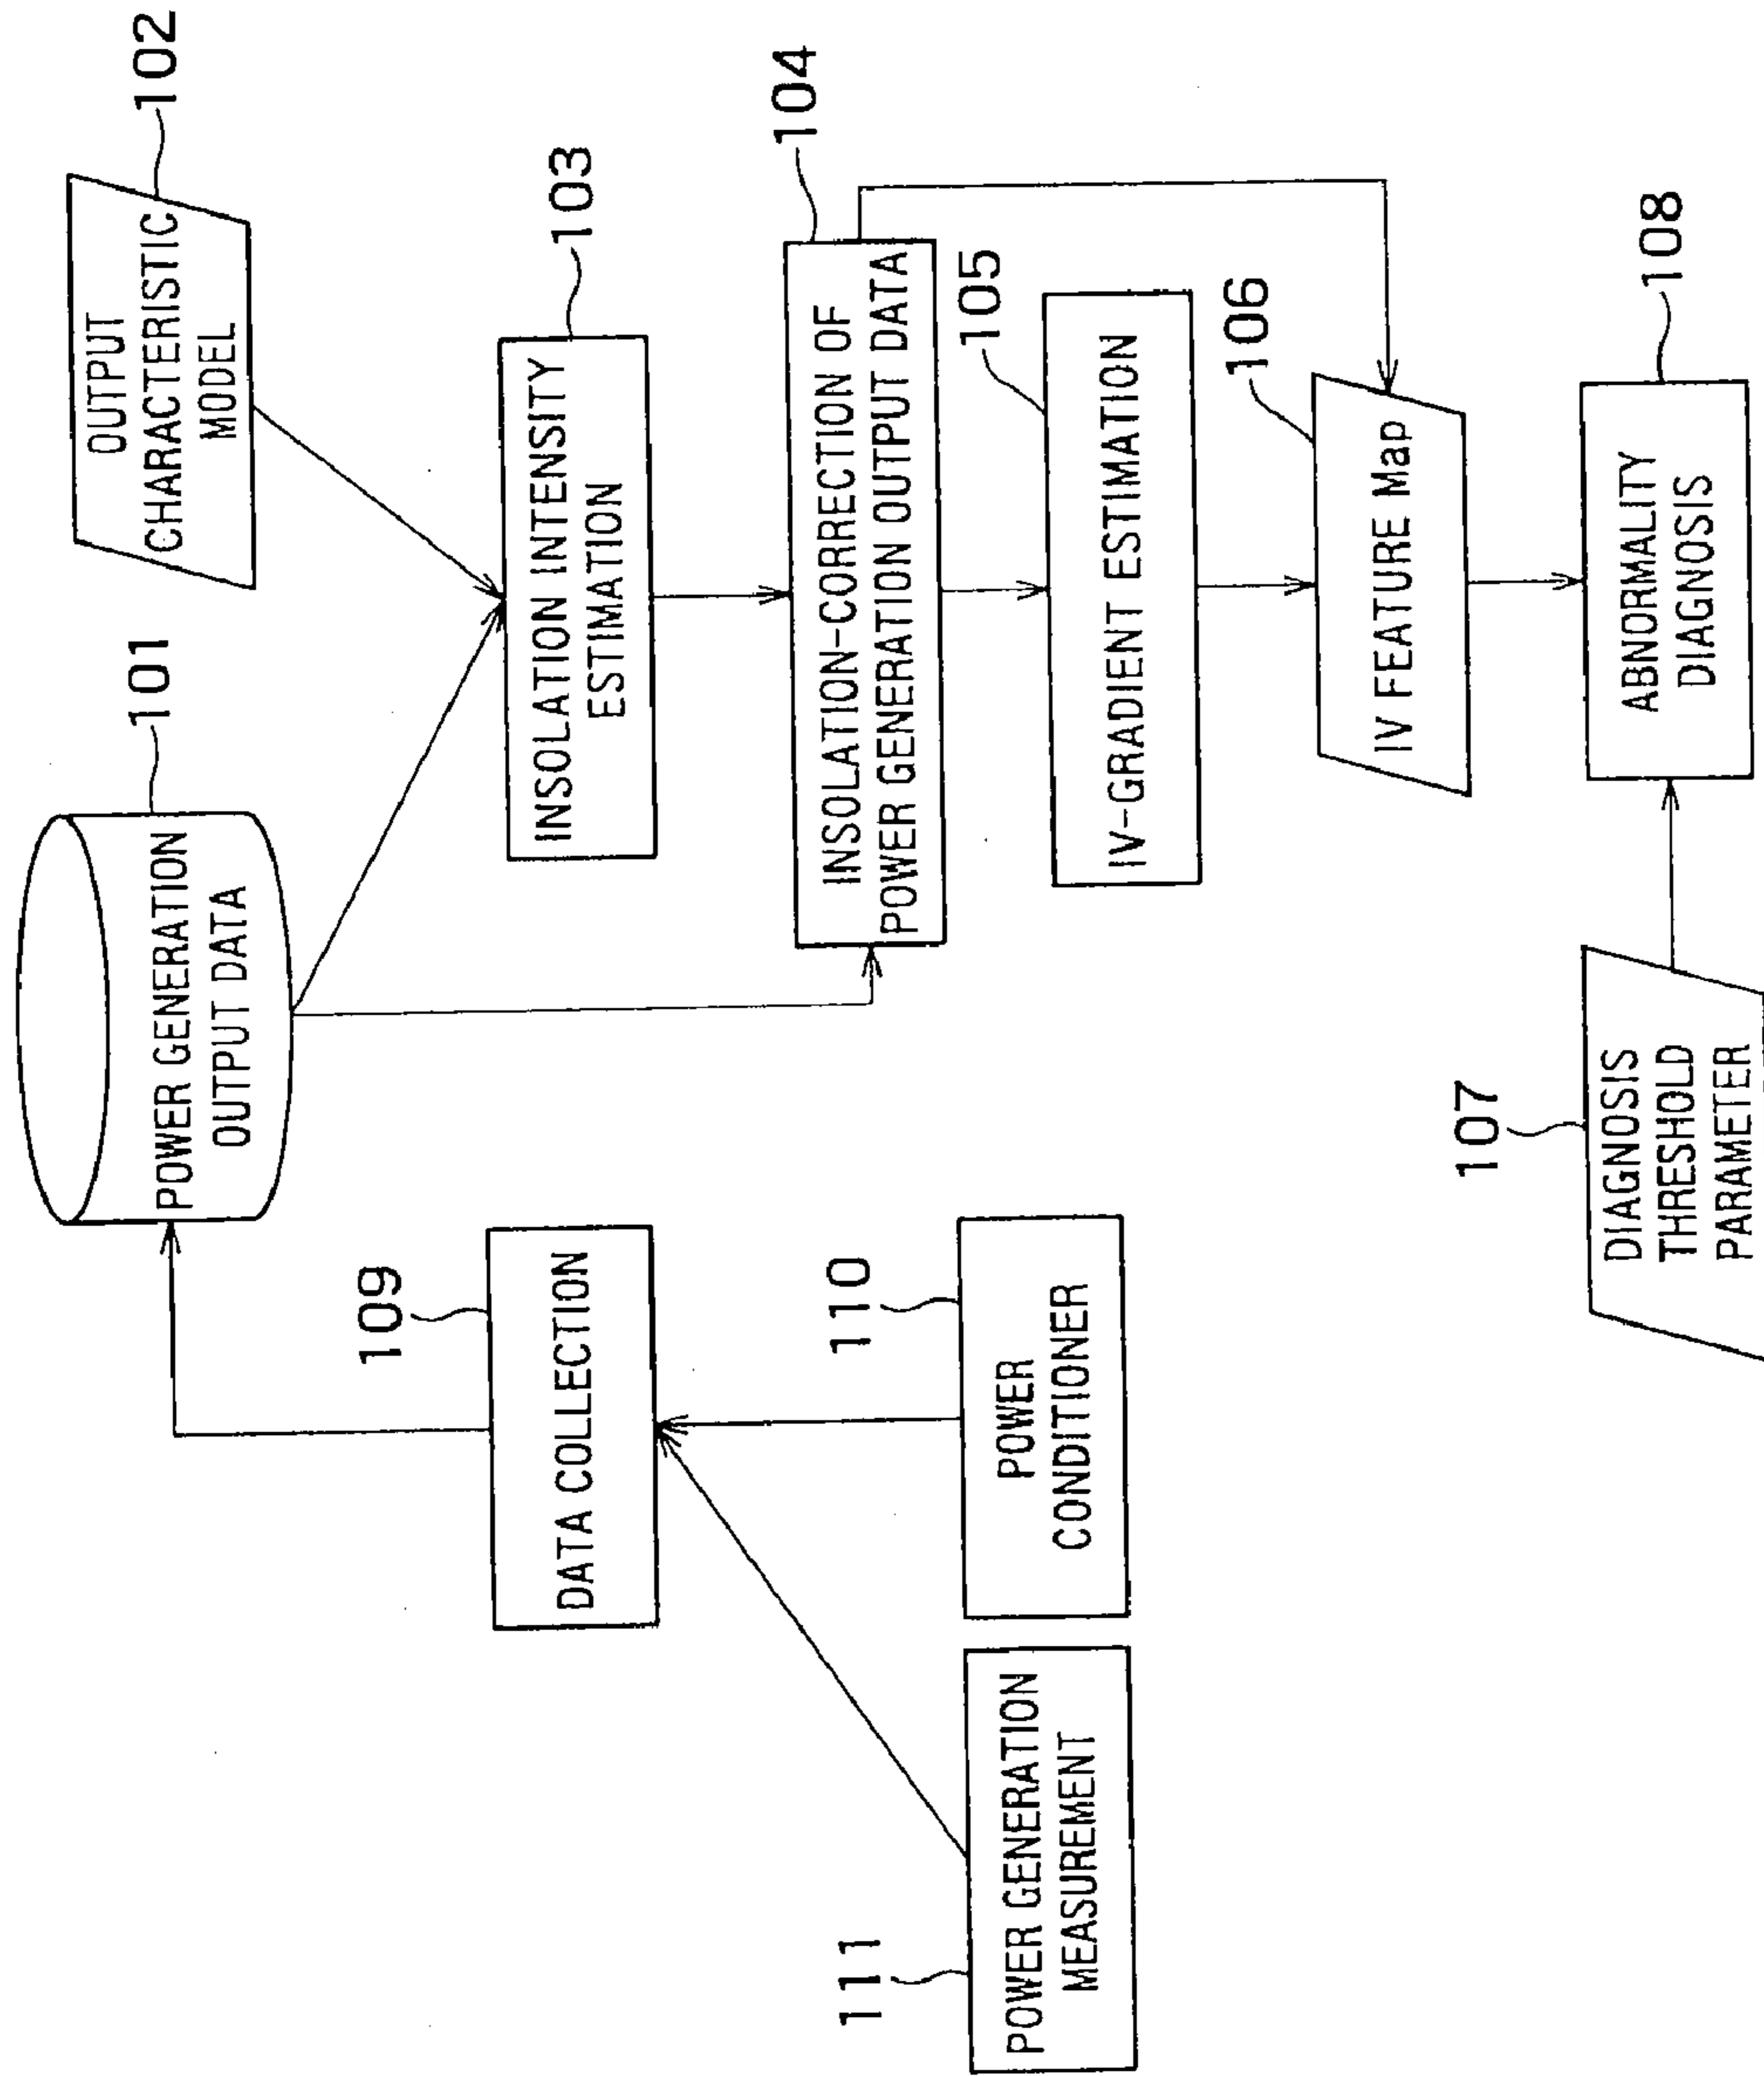 101
POWER GENERATION
OUTPUT DATA
102
OUTPUT
CHARACTERISTIC
MODEL
109
DATA COLLECTION
103
INSOLATION INTENSITY
ESTIMATION
111
POWER GENERATION
MEASUREMENT
110
POWER
CONDITIONER
104
INSOLATION-CORRECTION OF
POWER GENERATION OUTPUT DATA
105
IV-GRADIENT ESTIMATION
106
IV FEATURE Map
107
DIAGNOSIS
THRESHOLD
PARAMETER
108
ABNORMALITY
DIAGNOSIS